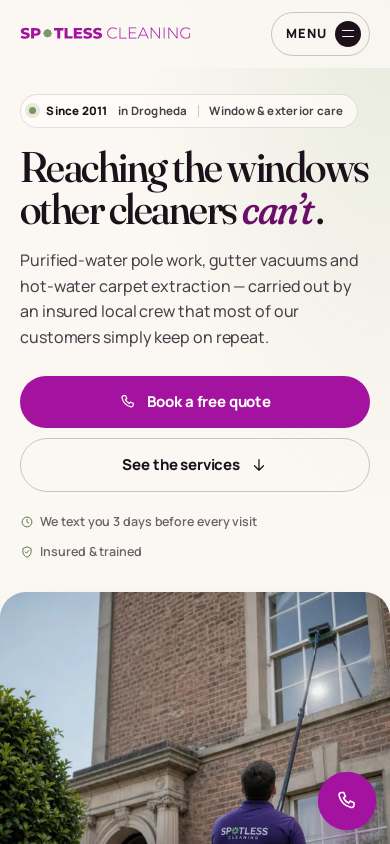 SPOTLESS CLEANING
MENU
Since 2011 in Drogheda Window & exterior care
Reaching the windows
other cleaners can't.
Purified-water pole work, gutter vacuums and
hot-water carpet extraction — carried out by
an insured local crew that most of our
customers simply keep on repeat.
Book a free quote
See the services ↓
We text you 3 days before every visit
Insured & trained
SPOTLESS
CLEANING